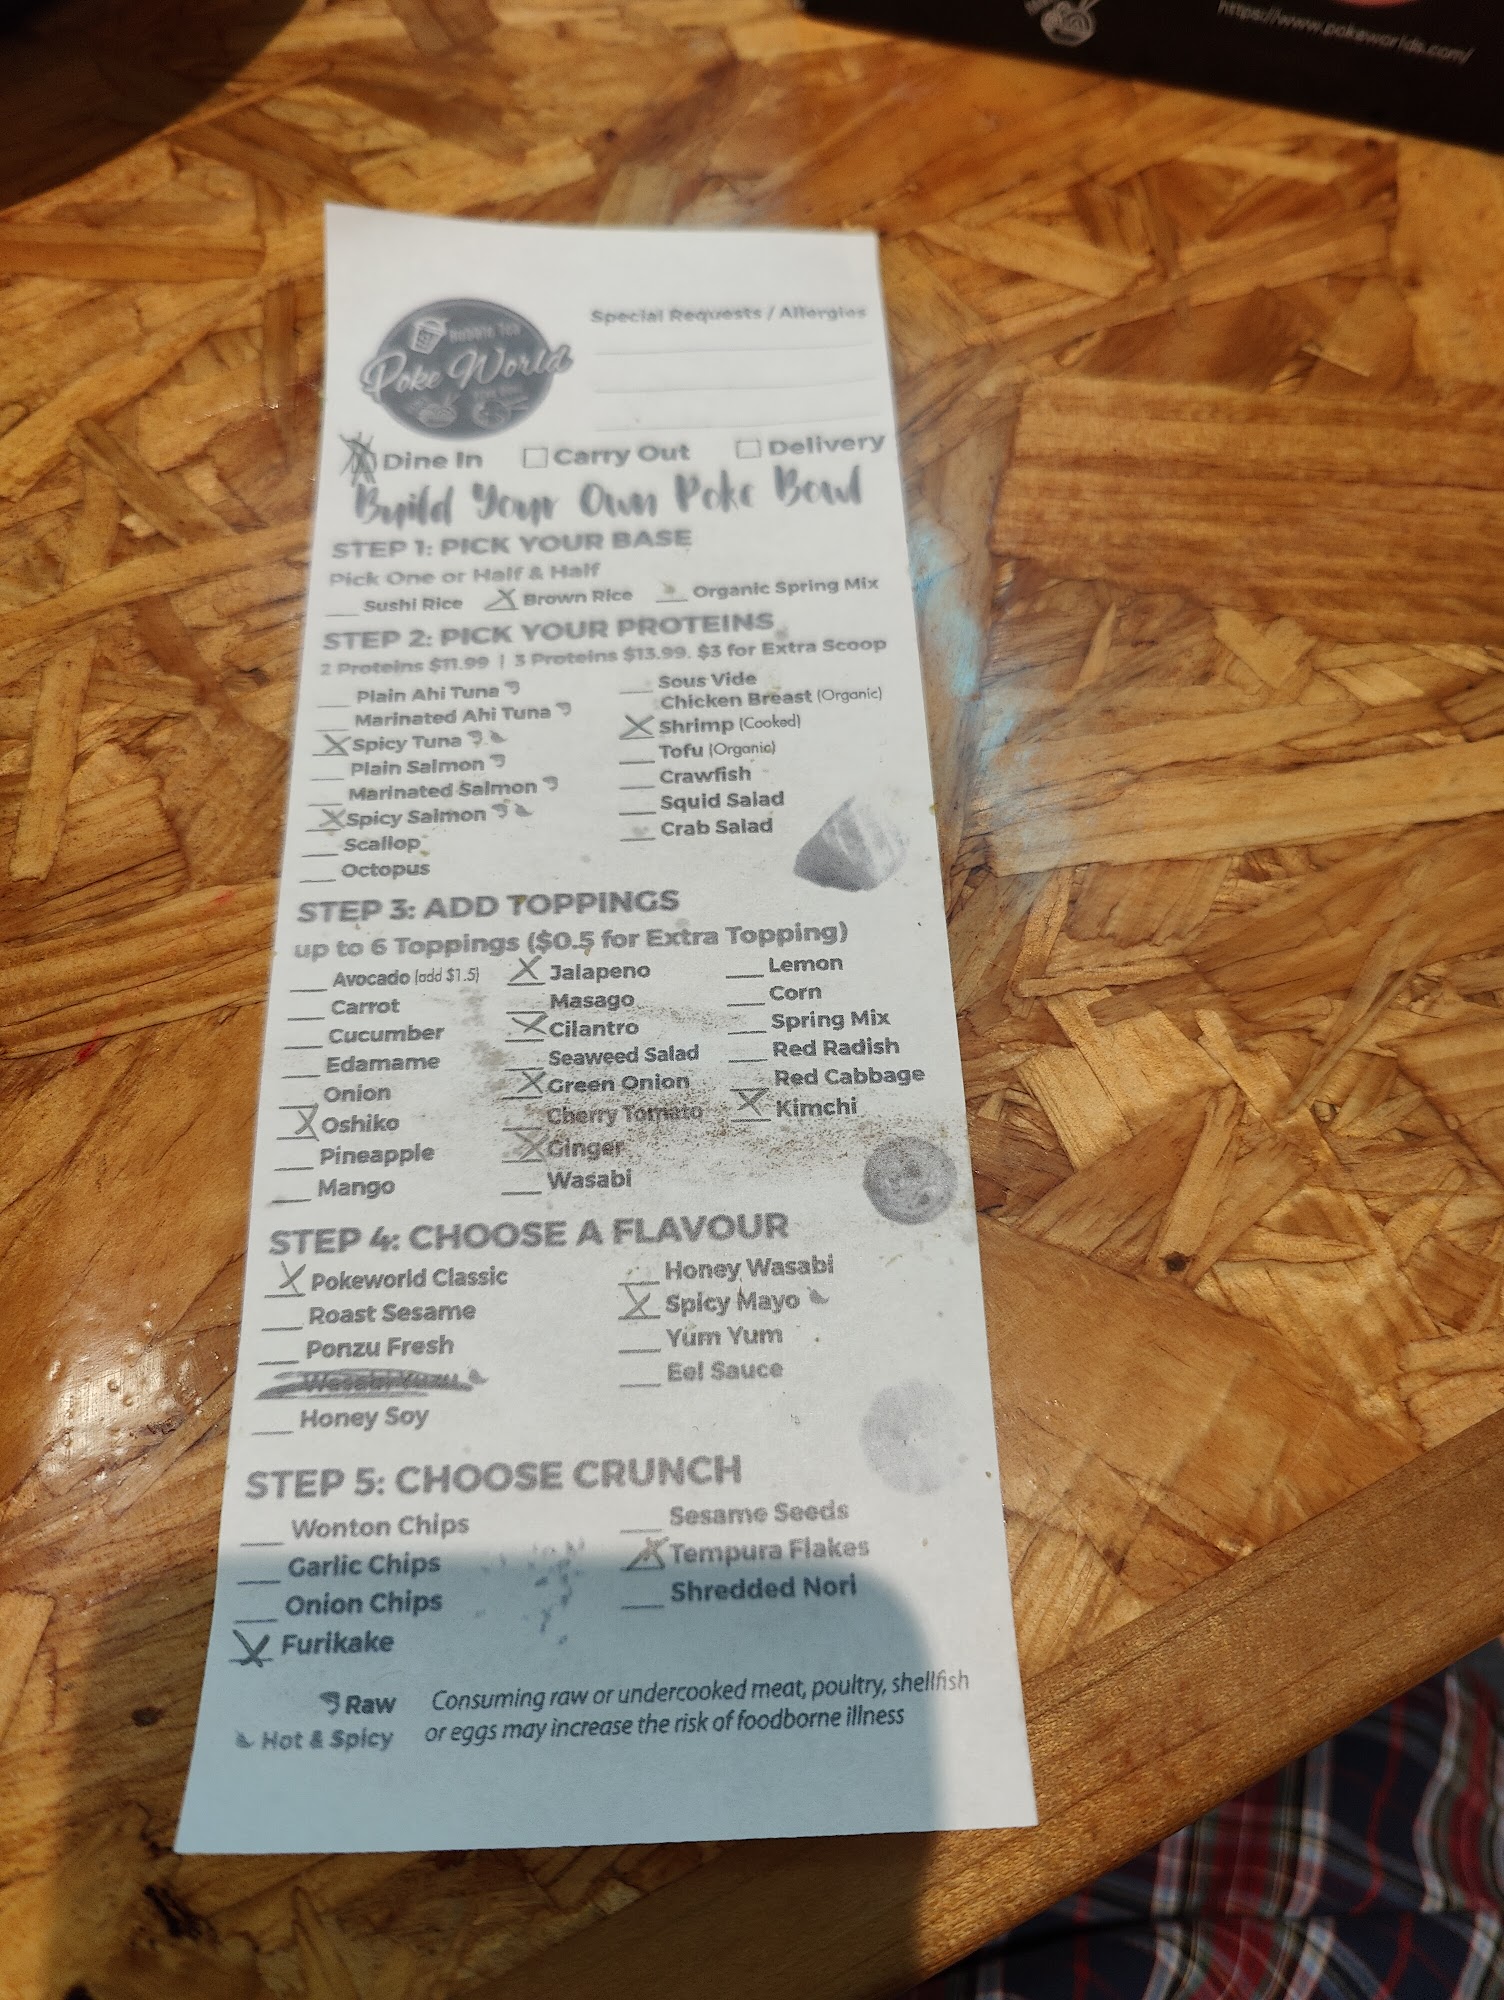 https://www.pokeworlds.com/
Bubble Tea
Poke World
Special Requests / Allergies
Dine In Carry Out Delivery
Build Your Own Poke Bowl
STEP 1: PICK YOUR BASE
Pick One or Half & Half
Sushi Rice X Brown Rice Organic Spring Mix
STEP 2: PICK YOUR PROTEINS
2 Proteins $11.99 | 3 Proteins $13.99. $3 for Extra Scoop
Plain Ahi Tuna
Marinated Ahi Tuna
X Spicy Tuna
Plain Salmon
Marinated Salmon
X Spicy Salmon
Scallop
Octopus
Sous Vide
Chicken Breast (Organic)
X Shrimp (Cooked)
Tofu (Organic)
Crawfish
Squid Salad
Crab Salad
STEP 3: ADD TOPPINGS
up to 6 Toppings ($0.5 for Extra Topping)
Avocado (add $1.5)
Carrot
Cucumber
Edamame
Onion
X Oshiko
Pineapple
Mango
X Jalapeno
Masago
X Cilantro
Seaweed Salad
X Green Onion
Cherry Tomato
X Ginger
Wasabi
Lemon
Corn
Spring Mix
Red Radish
Red Cabbage
X Kimchi
STEP 4: CHOOSE A FLAVOUR
X Pokeworld Classic
Roast Sesame
Ponzu Fresh
Wasabi Yuzu
Honey Soy
Honey Wasabi
X Spicy Mayo
Yum Yum
Eel Sauce
STEP 5: CHOOSE CRUNCH
Wonton Chips
Garlic Chips
Onion Chips
X Furikake
Sesame Seeds
X Tempura Flakes
Shredded Nori
Raw
Hot & Spicy
Consuming raw or undercooked meat, poultry, shellfish
or eggs may increase the risk of foodborne illness